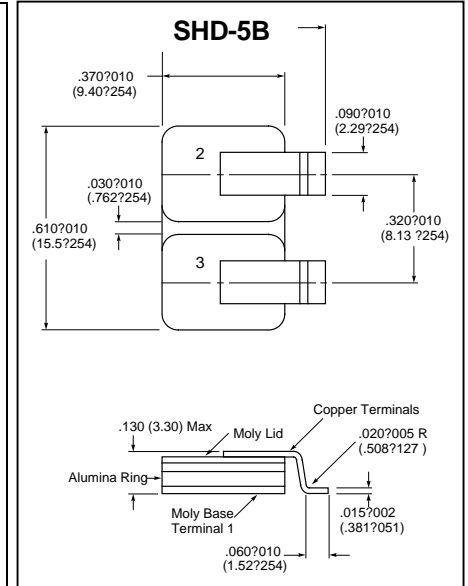 SHD-5B
.370?010
(9.40?254)
.090?010
(2.29?254)
2
.030?010
(.762?254)
.610?010
(15.5?254)
.320?010
(8.13 ?254)
3
.130 (3.30) Max
Moly Lid
Copper Terminals
.020?005 R
(.508?127 )
Alumina Ring
Moly Base
Terminal 1
.015?002
(.381?051)
.060?010
(1.52?254)